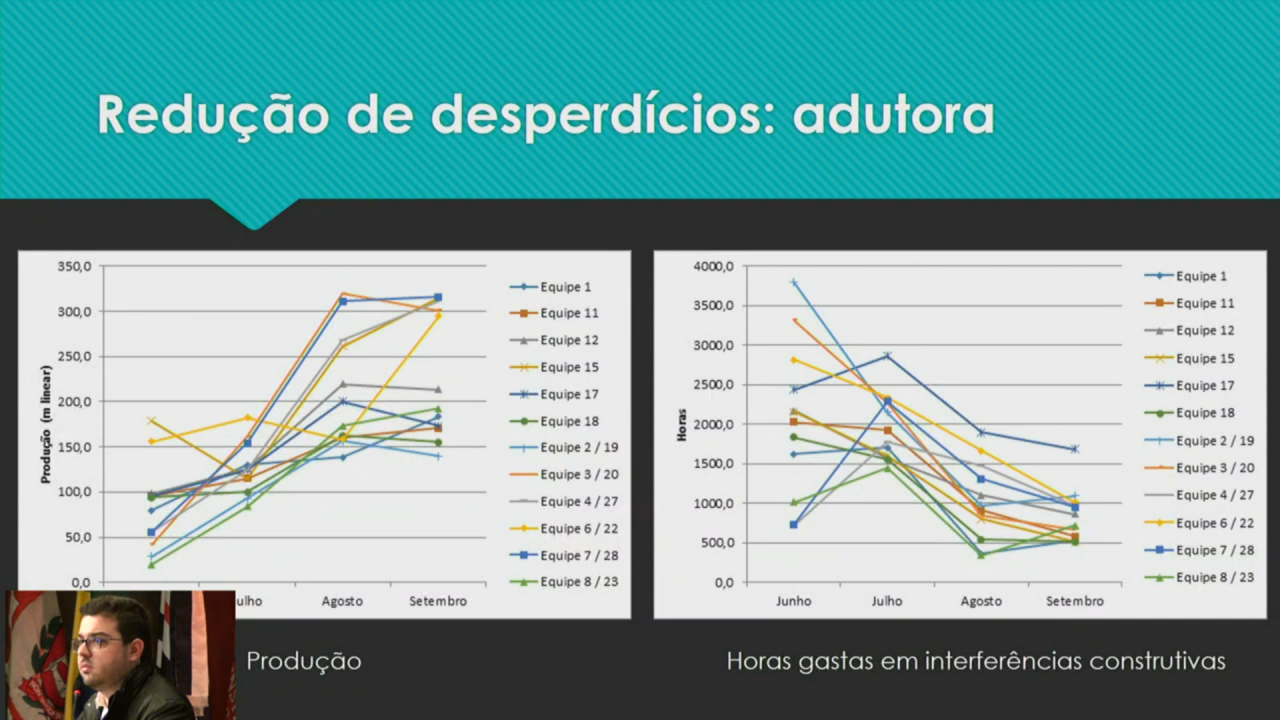 Redução de desperdícios: adutora
350,0
300,0
250,0
200,0
150,0
100,0
50,0
0,0
Produção (m linear)
ulho
Agosto
Setembro
Equipe 1
Equipe 11
Equipe 12
Equipe 15
Equipe 17
Equipe 18
Equipe 2 / 19
Equipe 3 / 20
Equipe 4 / 27
Equipe 6 / 22
Equipe 7 / 28
Equipe 8 / 23
Produção
4000,0
3500,0
3000,0
2500,0
2000,0
1500,0
1000,0
500,0
0,0
Horas
Junho
Julho
Agosto
Setembro
Equipe 1
Equipe 11
Equipe 12
Equipe 15
Equipe 17
Equipe 18
Equipe 2 / 19
Equipe 3 / 20
Equipe 4 / 27
Equipe 6 / 22
Equipe 7 / 28
Equipe 8 / 23
Horas gastas em interferências construtivas